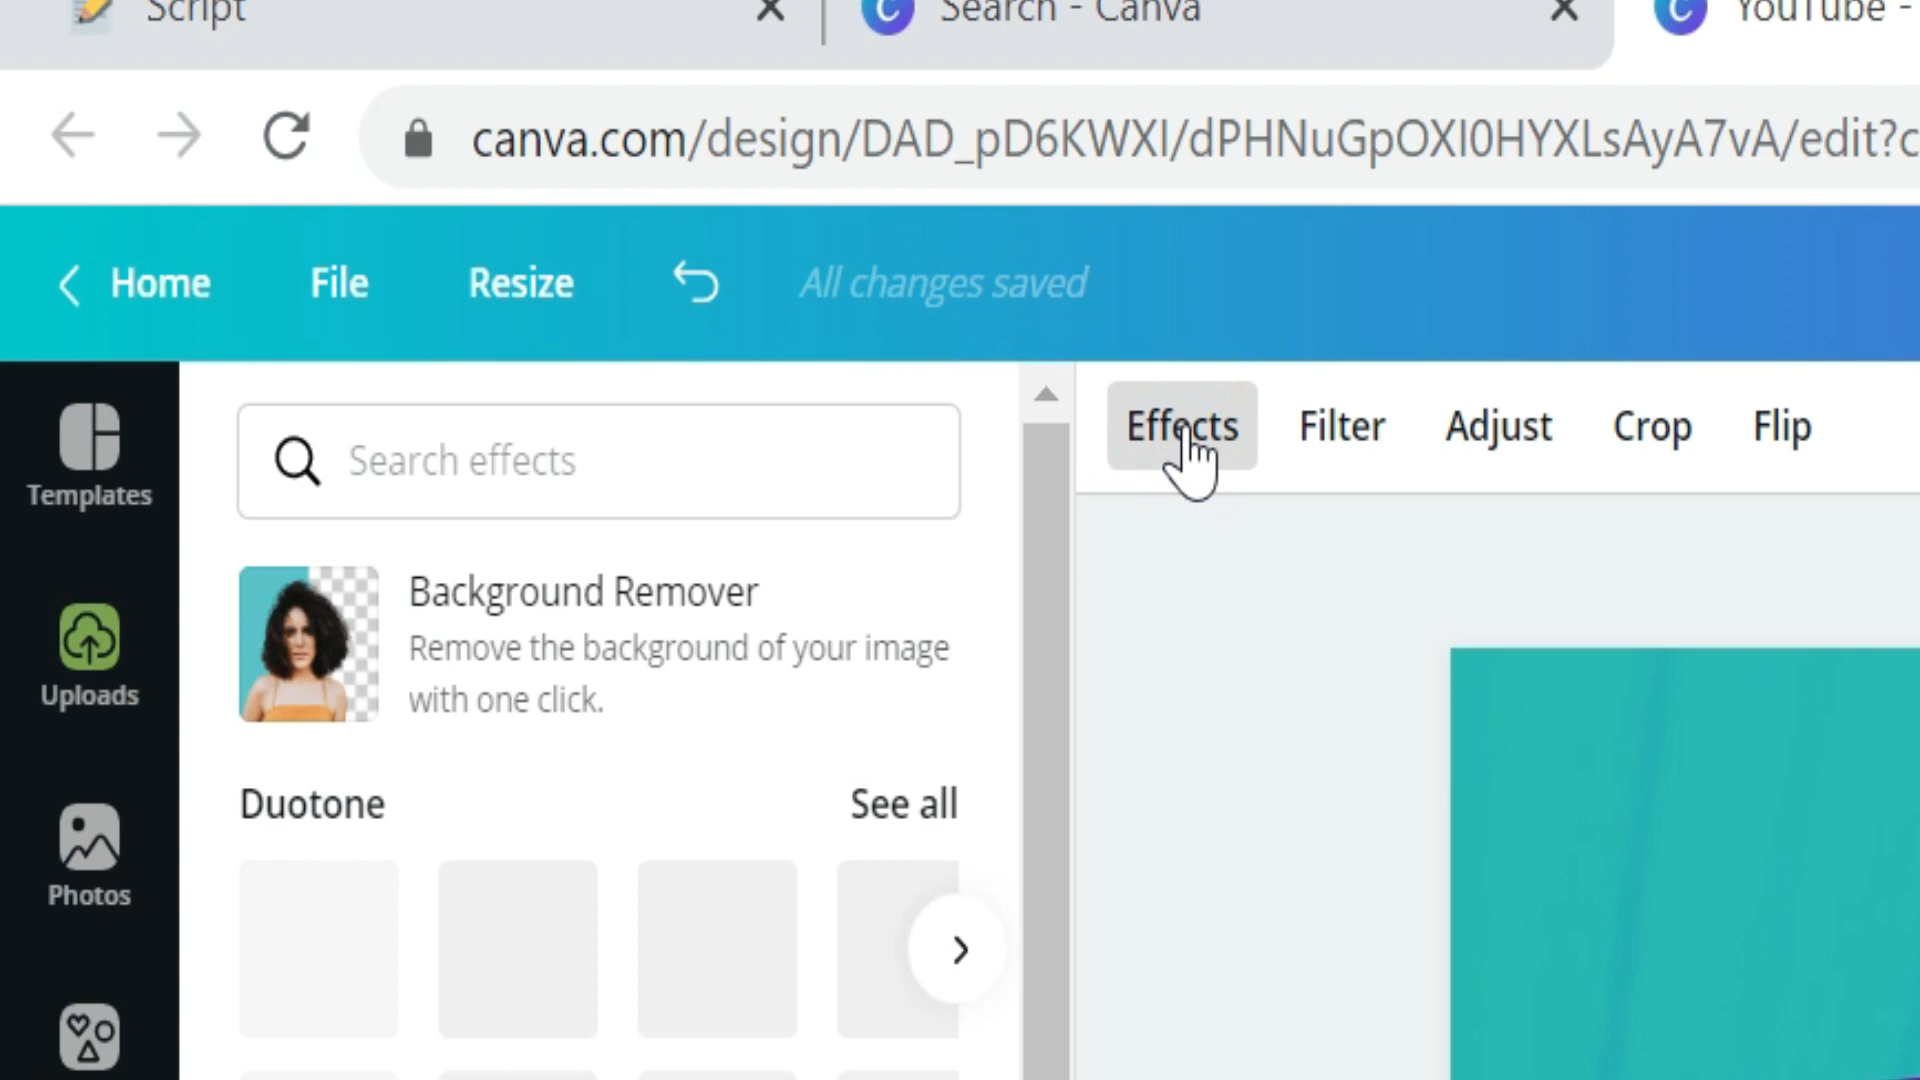 Script
Search - Canva
YouTube -
canva.com/design/DAD_pD6KWXI/dPHNuGpOXI0HYXLsAyA7vA/edit?c
Home
File
Resize
All changes saved
Effects
Filter
Adjust
Crop
Flip
Templates
Uploads
Photos
Search effects
Background Remover
Remove the background of your image
with one click.
Duotone
See all